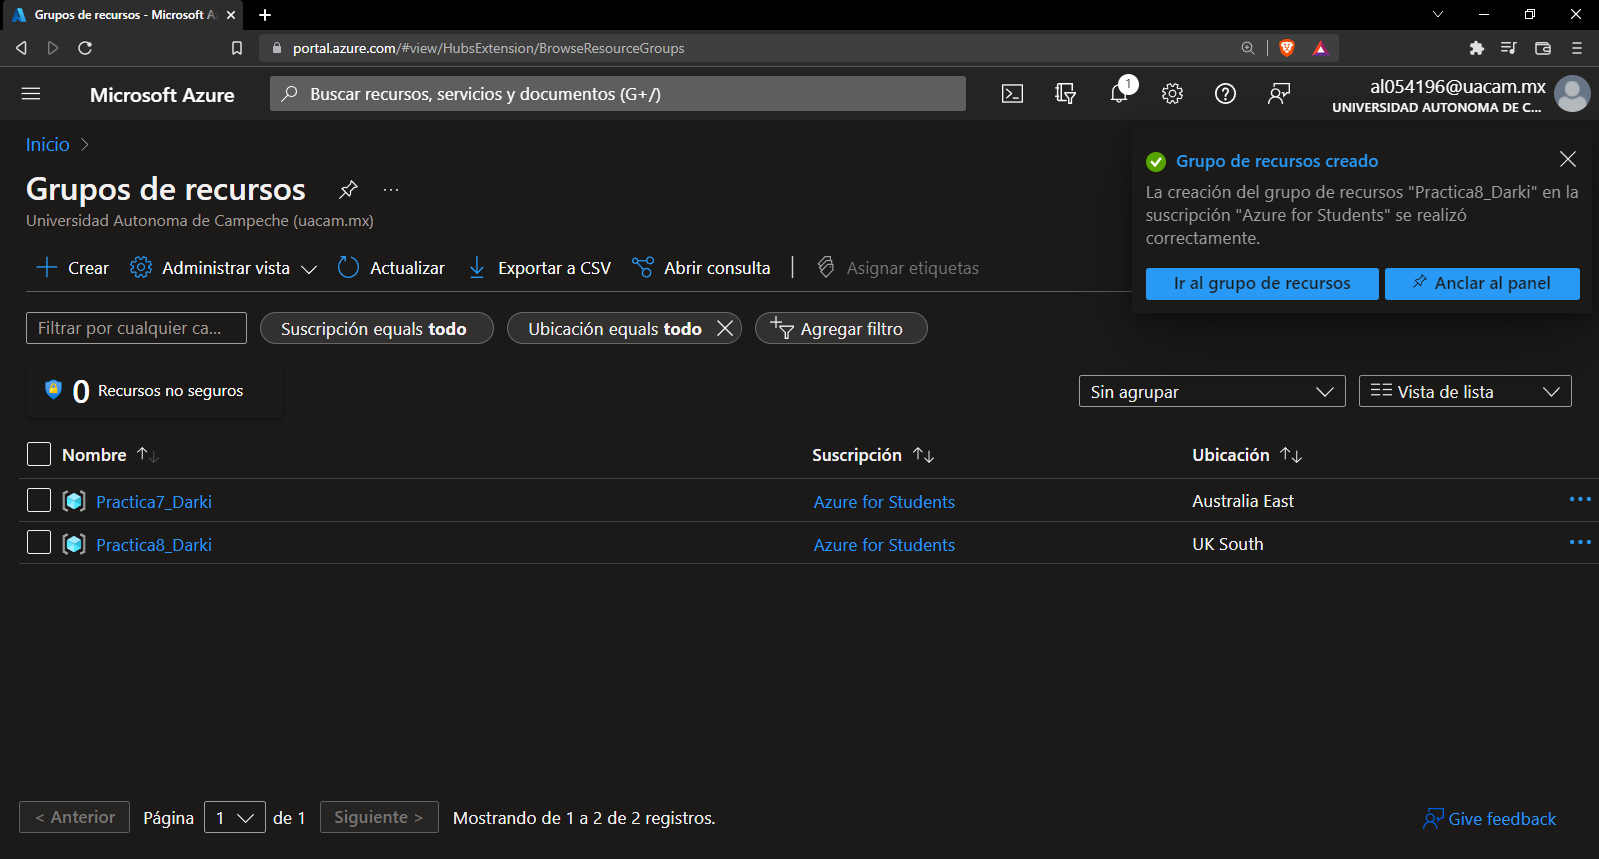 Grupos de recursos - Microsoft Az
portal.azure.com/#view/HubsExtension/BrowseResourceGroups
Microsoft Azure
Buscar recursos, servicios y documentos (G+/)
1
al054196@uacam.mx
UNIVERSIDAD AUTONOMA DE C...
Inicio
Grupos de recursos
...
Universidad Autonoma de Campeche (uacam.mx)
Grupo de recursos creado
La creación del grupo de recursos "Practica8_Darki" en la
suscripción "Azure for Students" se realizó
correctamente.
Ir al grupo de recursos
Anclar al panel
Crear
Administrar vista
Actualizar
Exportar a CSV
Abrir consulta
Asignar etiquetas
Filtrar por cualquier ca...
Suscripción equals todo
Ubicación equals todo
Agregar filtro
0 Recursos no seguros
Sin agrupar
Vista de lista
Nombre
Suscripción
Ubicación
Practica7_Darki
Azure for Students
Australia East
Practica8_Darki
Azure for Students
UK South
< Anterior
Página
1
de 1
Siguiente >
Mostrando de 1 a 2 de 2 registros.
Give feedback